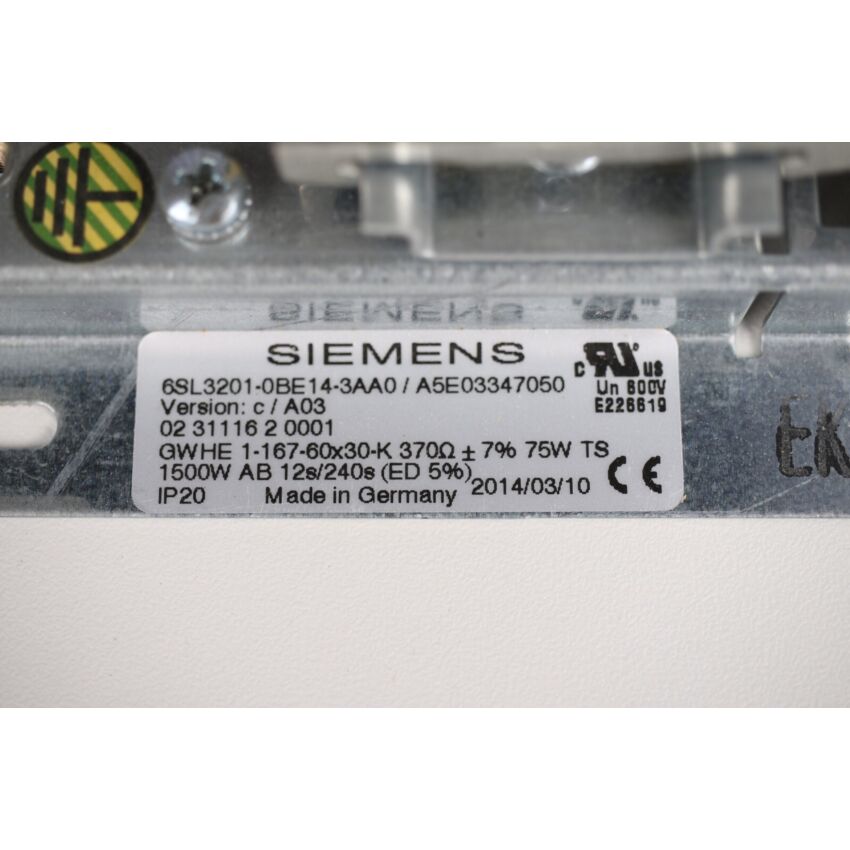 SIEMENS
6SL3201-0BE14-3AA0 / A5E03347050
Version: c / A03
02 31116 2 0001
GWHE 1-167-60x30-K 370Ω ± 7% 75W TS
1500W AB 12s/240s (ED 5%)
IP20 Made in Germany 2014/03/10
c RU us
Un 600V
E226619
CE